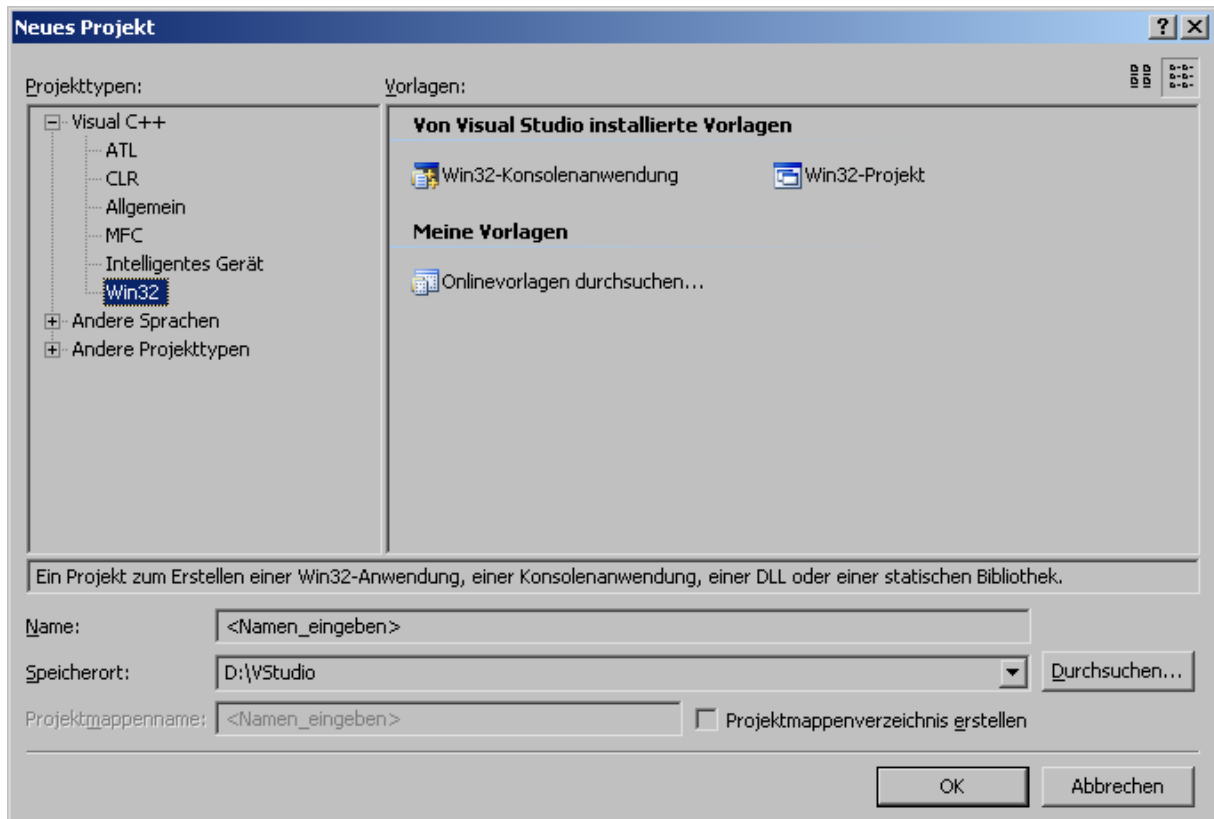 Neues Projekt
Projekttypen:
Vorlagen:
Visual C++
ATL
CLR
Allgemein
MFC
Intelligentes Gerät
Win32
Andere Sprachen
Andere Projekttypen
Von Visual Studio installierte Vorlagen
Win32-Konsolenanwendung
Win32-Projekt
Meine Vorlagen
Onlinevorlagen durchsuchen...
Ein Projekt zum Erstellen einer Win32-Anwendung, einer Konsolenanwendung, einer DLL oder einer statischen Bibliothek.
Name: <Namen_eingeben>
Speicherort: D:\VStudio Durchsuchen...
Projektmappenname: <Namen_eingeben> Projektmappenverzeichnis erstellen
OK Abbrechen